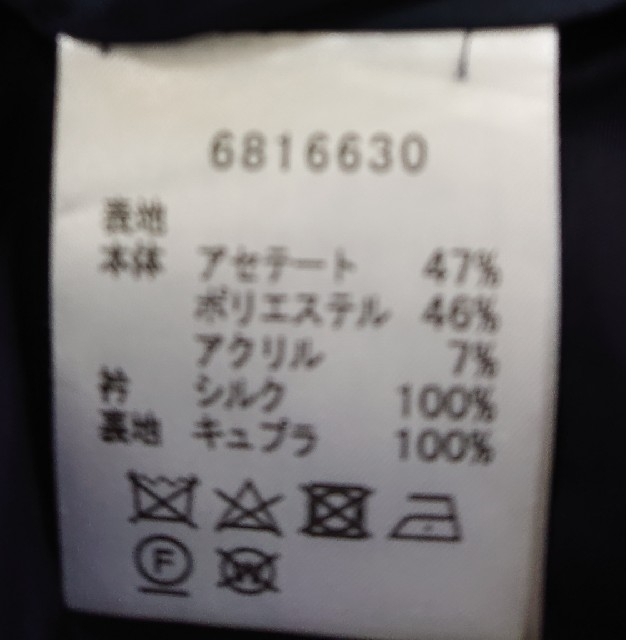 6816630
表地
本体 アセテート 47%
ポリエステル 46%
アクリル 7%
衿 シルク 100%
裏地 キュプラ 100%
F W